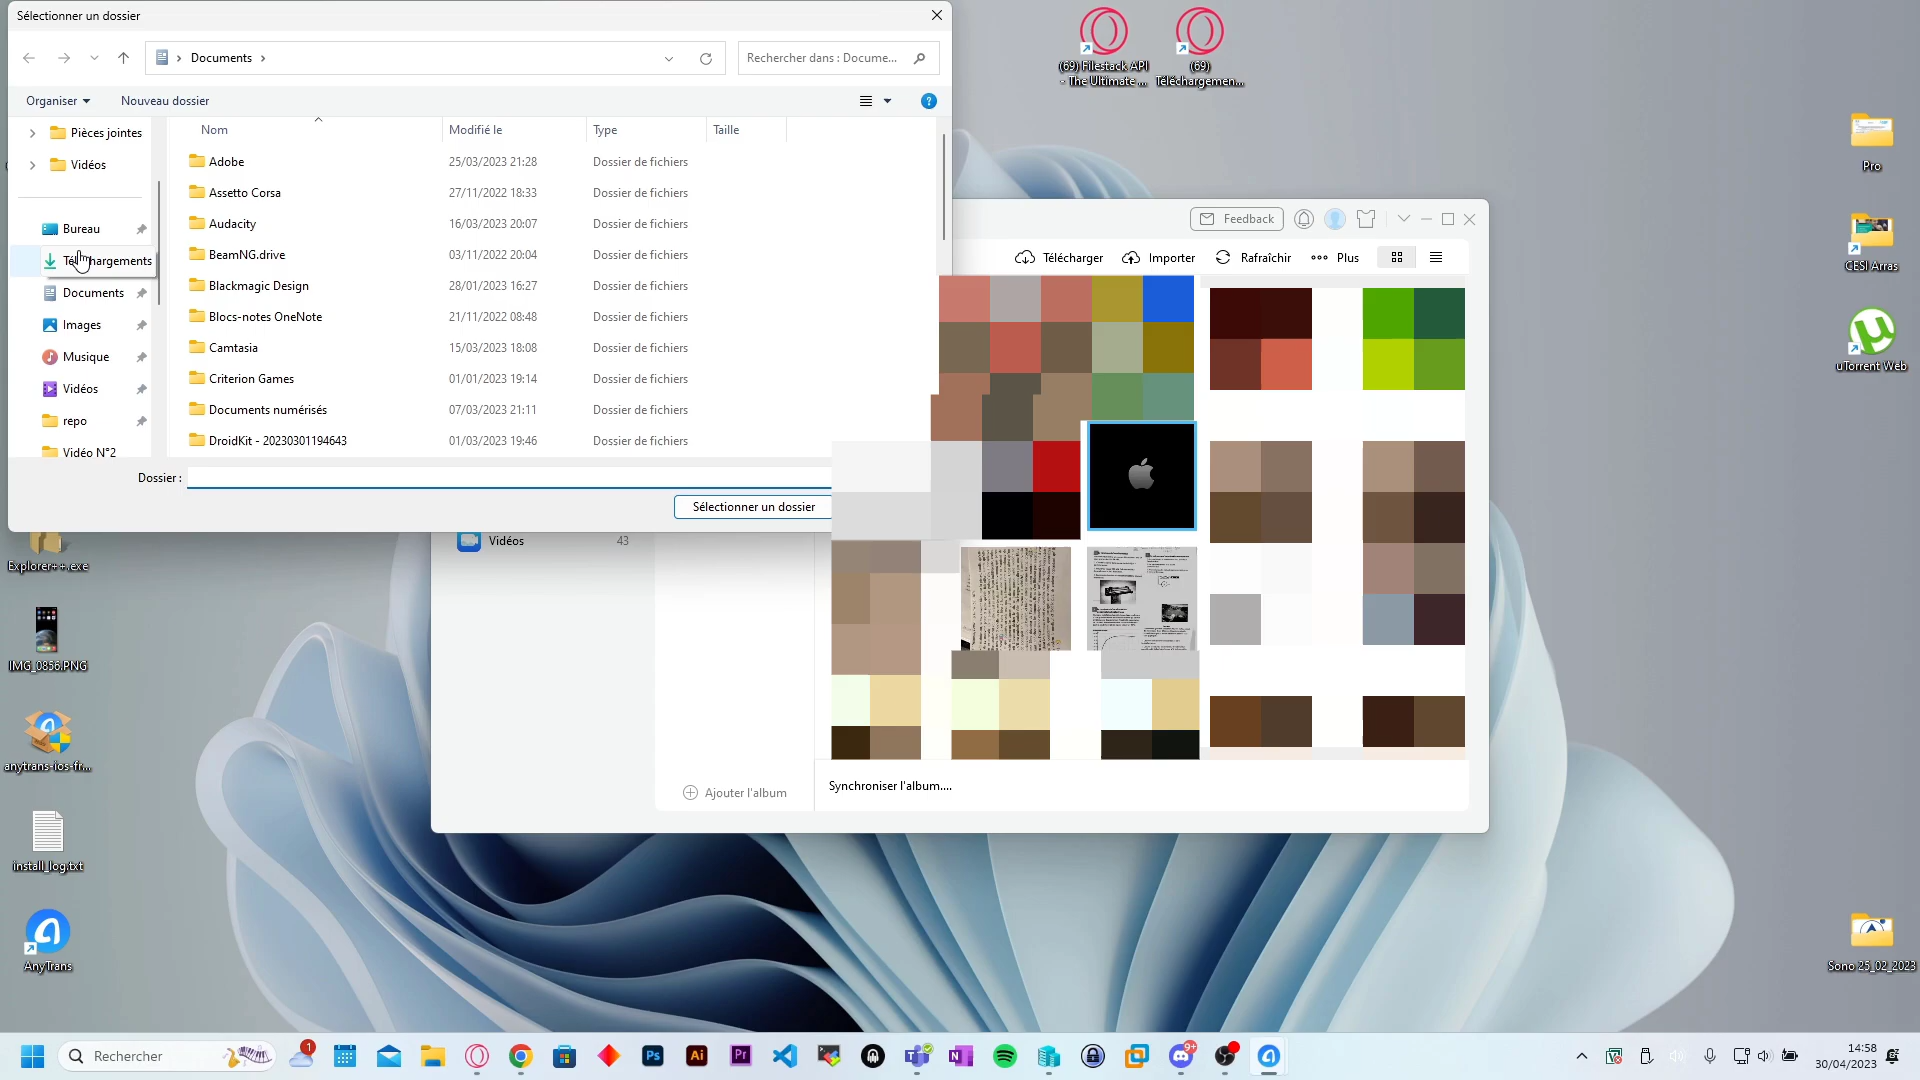 Sélectionner un dossier
Documents
Rechercher dans : Docume...
Organiser
Nouveau dossier
Pièces jointes
Vidéos
Bureau
Téléchargements
Documents
Images
Musique
Vidéos
repo
Vidéo N°2
Nom
Modifié le
Type
Taille
Adobe 25/03/2023 21:28 Dossier de fichiers
Assetto Corsa 27/11/2022 18:33 Dossier de fichiers
Audacity 16/03/2023 20:07 Dossier de fichiers
BeamNG.drive 03/11/2022 20:04 Dossier de fichiers
Blackmagic Design 28/01/2023 16:27 Dossier de fichiers
Blocs-notes OneNote 21/11/2022 08:48 Dossier de fichiers
Camtasia 15/03/2023 18:08 Dossier de fichiers
Criterion Games 01/01/2023 19:14 Dossier de fichiers
Documents numérisés 07/03/2023 21:11 Dossier de fichiers
DroidKit - 20230301194643 01/03/2023 19:46 Dossier de fichiers
Dossier :
Sélectionner un dossier
(69) Filestack API
- The Ultimate ...
(69)
Téléchargemen...
Pro
CESI Arras
uTorrent Web
Sono 25_02_2023
Feedback
Télécharger
Importer
Rafraîchir
Plus
Vidéos 43
Ajouter l'album
Synchroniser l'album....
Explorer++.exe
IMG_0856.PNG
anytrans-ios-fr...
install_log.txt
AnyTrans
Rechercher
1
Ps
Ai
Pr
9+
14:58
30/04/2023